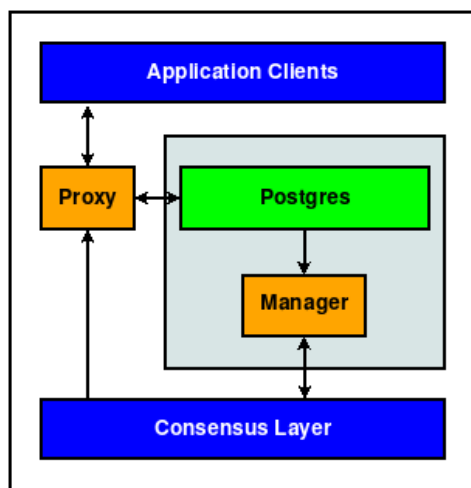 Application Clients
Proxy
Postgres
Manager
Consensus Layer